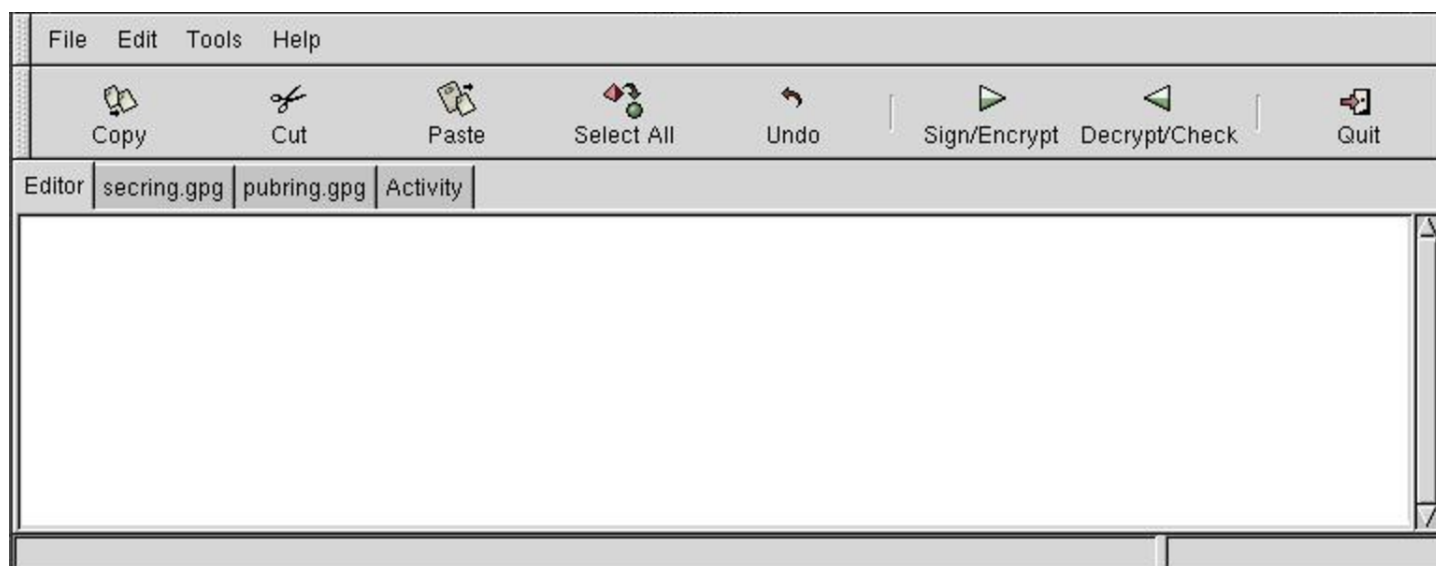 File Edit Tools Help
Copy Cut Paste Select All Undo Sign/Encrypt Decrypt/Check Quit
Editor secring.gpg pubring.gpg Activity